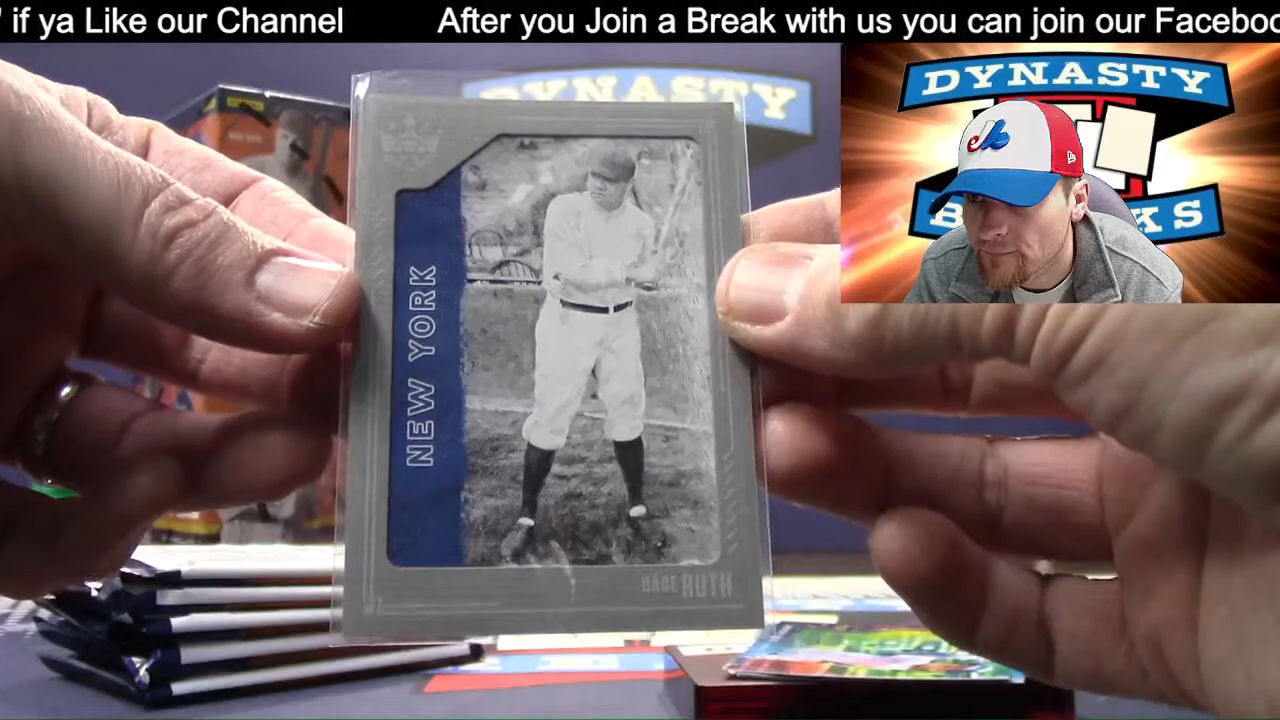 ' if ya Like our Channel
After you Join a Break with us you can join our Faceboo
DYNASTY
DYNASTY
NEW YORK
BABE RUTH